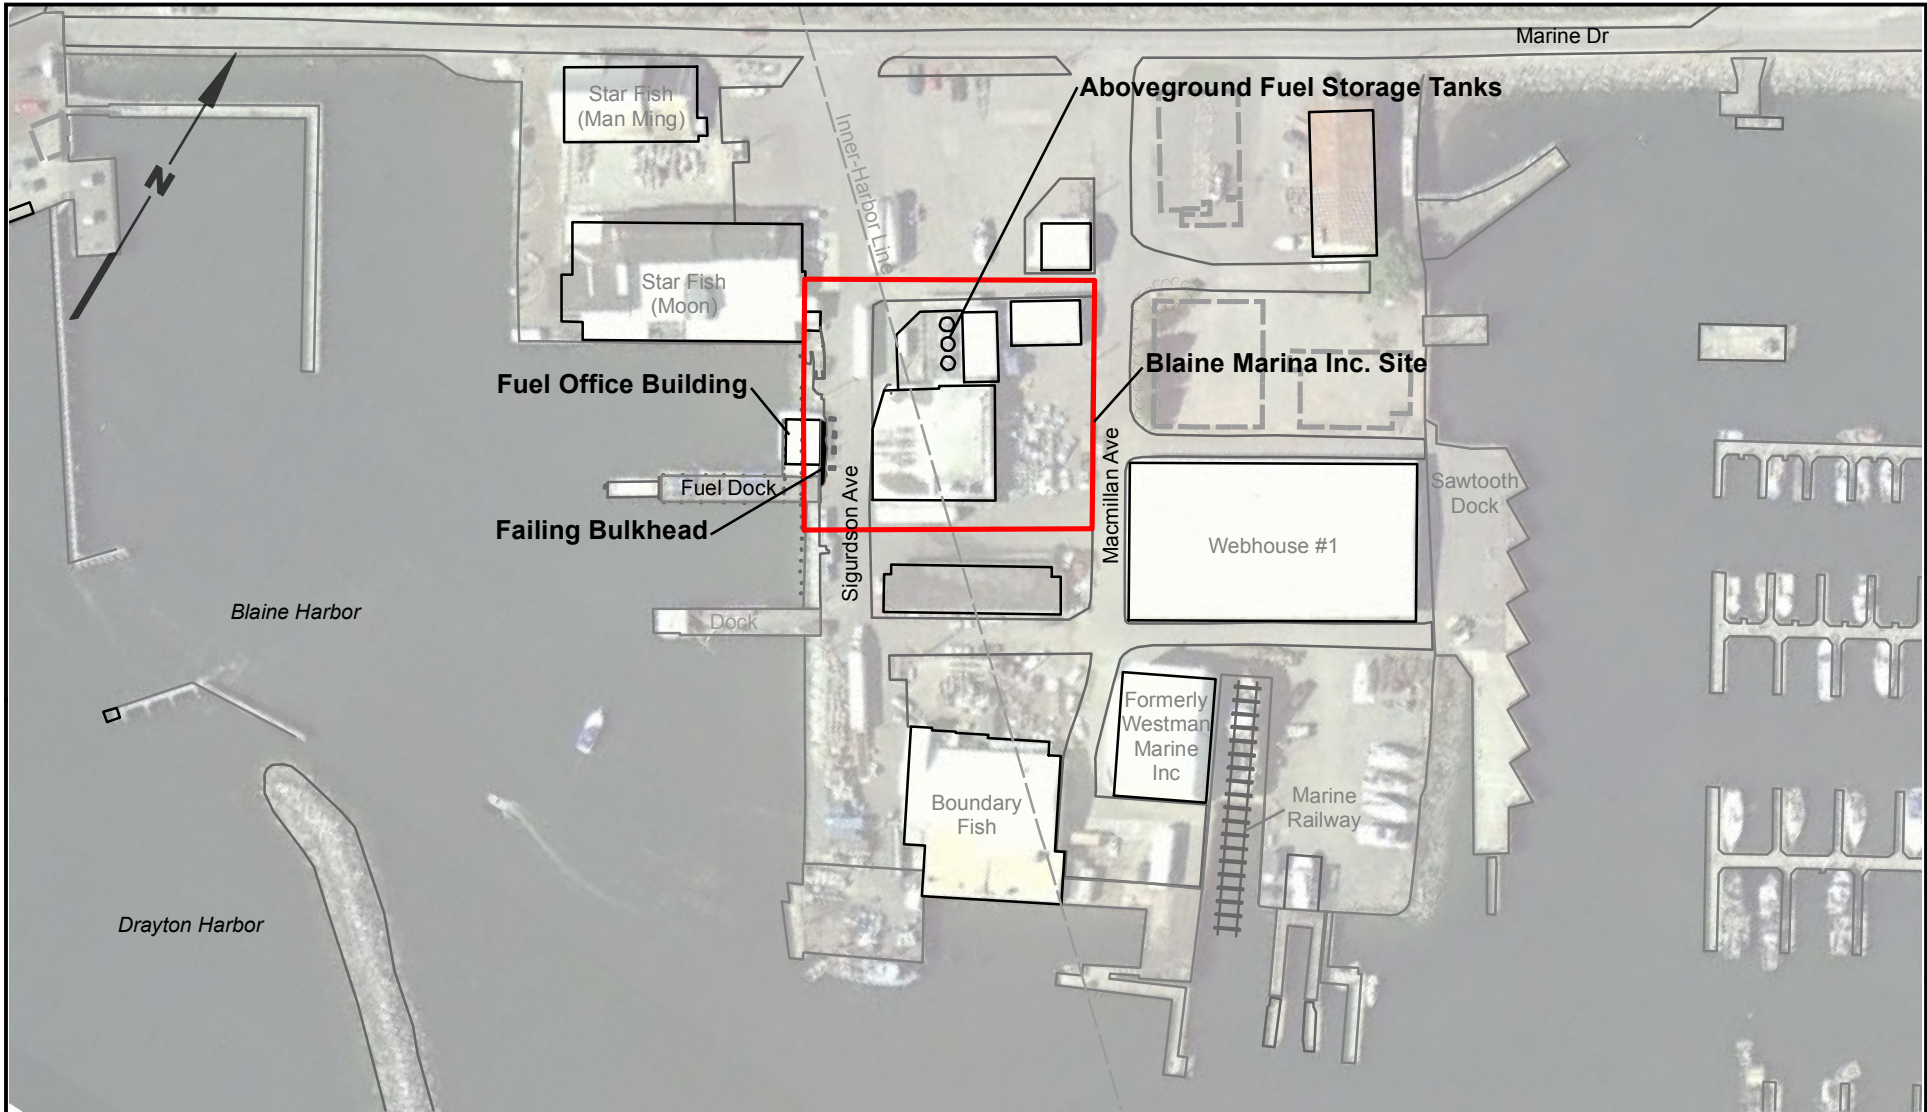 Marine Dr
Aboveground Fuel Storage Tanks
Star Fish
(Man Ming)
Inner-Harbor Line
N
Star Fish
(Moon)
Blaine Marina Inc. Site
Fuel Office Building
Fuel Dock
Failing Bulkhead
Sigurdson Ave
Macmillan Ave
Sawtooth
Dock
Webhouse #1
Blaine Harbor
Dock
Formerly
Westman
Marine
Inc
Marine
Railway
Boundary
Fish
Drayton Harbor